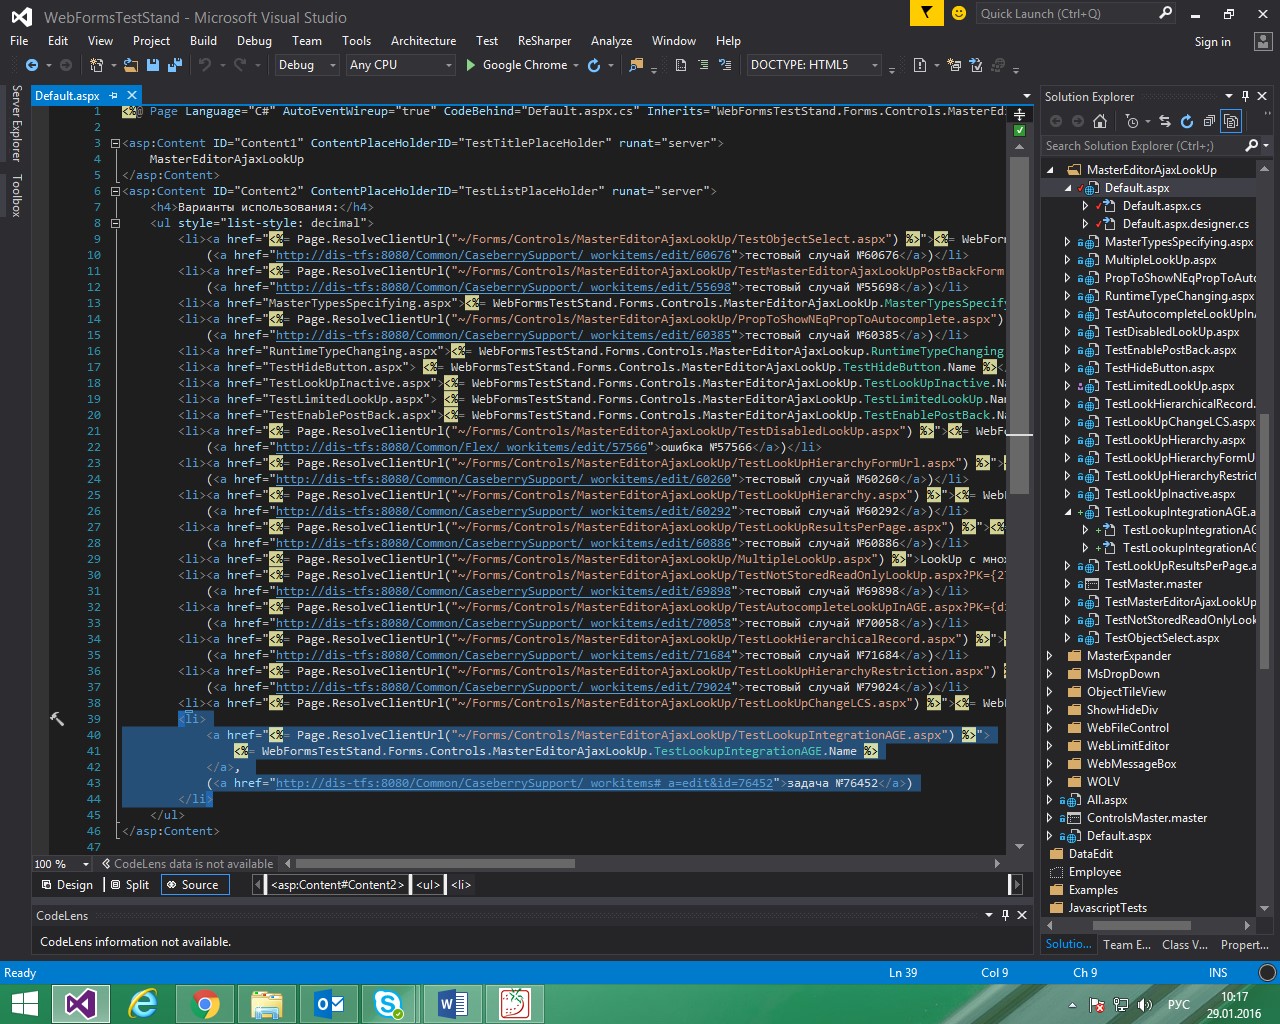 WebFormsTestStand - Microsoft Visual Studio
Quick Launch (Ctrl+Q)
File Edit View Project Build Debug Team Tools Architecture Test ReSharper Analyze Window Help
Sign in
Debug Any CPU Google Chrome DOCTYPE: HTML5
Server Explorer
Toolbox
Default.aspx
1 <%@ Page Language="C#" AutoEventWireup="true" CodeBehind="Default.aspx.cs" Inherits="WebFormsTestStand.Forms.Controls.MasterEdi
2
3 <asp:Content ID="Content1" ContentPlaceHolderID="TestTitlePlaceHolder" runat="server">
4 MasterEditorAjaxLookUp
5 </asp:Content>
6 <asp:Content ID="Content2" ContentPlaceHolderID="TestListPlaceHolder" runat="server">
7 <h4>Варианты использования:</h4>
8 <ul style="list-style: decimal">
9 <li><a href="<%= Page.ResolveClientUrl("~/Forms/Controls/MasterEditorAjaxLookUp/TestObjectSelect.aspx") %>"><%= WebForm
10 (<a href="http://dis-tfs:8080/Common/CaseberrySupport/_workitems/edit/60676">тестовый случай №60676</a>)</li>
11 <li><a href="<%= Page.ResolveClientUrl("~/Forms/Controls/MasterEditorAjaxLookUp/TestMasterEditorAjaxLookUpPostBackForm
12 (<a href="http://dis-tfs:8080/Common/CaseberrySupport/_workitems/edit/55698">тестовый случай №55698</a>)</li>
13 <li><a href="MasterTypesSpecifying.aspx"><%= WebFormsTestStand.Forms.Controls.MasterEditorAjaxLookUp.MasterTypesSpecify
14 <li><a href="<%= Page.ResolveClientUrl("~/Forms/Controls/MasterEditorAjaxLookUp/PropToShowNEqPropToAutocomplete.aspx")
15 (<a href="http://dis-tfs:8080/Common/CaseberrySupport/_workitems/edit/60385">тестовый случай №60385</a>)</li>
16 <li><a href="RuntimeTypeChanging.aspx"><%= WebFormsTestStand.Forms.Controls.MasterEditorAjaxLookup.RuntimeTypeChanging
17 <li><a href="TestHideButton.aspx"> <%= WebFormsTestStand.Forms.Controls.MasterEditorAjaxLookUp.TestHideButton.Name %></
18 <li><a href="TestLookUpInactive.aspx"><%= WebFormsTestStand.Forms.Controls.MasterEditorAjaxLookUp.TestLookUpInactive.Na
19 <li><a href="TestLimitedLookUp.aspx"> <%= WebFormsTestStand.Forms.Controls.MasterEditorAjaxLookUp.TestLimitedLookUp.Nam
20 <li><a href="TestEnablePostBack.aspx"><%= WebFormsTestStand.Forms.Controls.MasterEditorAjaxLookUp.TestEnablePostBack.Na
21 <li><a href="<%= Page.ResolveClientUrl("~/Forms/Controls/MasterEditorAjaxLookUp/TestDisabledLookUp.aspx") %>"><%= WebFo
22 (<a href="http://dis-tfs:8080/Common/Flex/_workitems/edit/57566">ошибка №57566</a>)</li>
23 <li><a href="<%= Page.ResolveClientUrl("~/Forms/Controls/MasterEditorAjaxLookUp/TestLookUpHierarchyFormUrl.aspx") %>">
24 (<a href="http://dis-tfs:8080/Common/CaseberrySupport/_workitems/edit/60260">тестовый случай №60260</a>)</li>
25 <li><a href="<%= Page.ResolveClientUrl("~/Forms/Controls/MasterEditorAjaxLookUp/TestLookUpHierarchy.aspx") %>"><%= WebF
26 (<a href="http://dis-tfs:8080/Common/CaseberrySupport/_workitems/edit/60292">тестовый случай №60292</a>)</li>
27 <li><a href="<%= Page.ResolveClientUrl("~/Forms/Controls/MasterEditorAjaxLookUp/TestLookUpResultsPerPage.aspx") %>"><%
28 (<a href="http://dis-tfs:8080/Common/CaseberrySupport/_workitems/edit/60886">тестовый случай №60886</a>)</li>
29 <li><a href="<%= Page.ResolveClientUrl("~/Forms/Controls/MasterEditorAjaxLookUp/MultipleLookUp.aspx") %>">LookUp с мно
30 <li><a href="<%= Page.ResolveClientUrl("~/Forms/Controls/MasterEditorAjaxLookUp/TestNotStoredReadOnlyLookUp.aspx?PK={27
31 (<a href="http://dis-tfs:8080/Common/CaseberrySupport/_workitems/edit/69898">тестовый случай №69898</a>)</li>
32 <li><a href="<%= Page.ResolveClientUrl("~/Forms/Controls/MasterEditorAjaxLookUp/TestAutocompleteLookUpInAGE.aspx?PK={d
33 (<a href="http://dis-tfs:8080/Common/CaseberrySupport/_workitems/edit/70058">тестовый случай №70058</a>)</li>
34 <li><a href="<%= Page.ResolveClientUrl("~/Forms/Controls/MasterEditorAjaxLookUp/TestLookHierarchicalRecord.aspx") %>">
35 (<a href="http://dis-tfs:8080/Common/CaseberrySupport/_workitems/edit/71684">тестовый случай №71684</a>)</li>
36 <li><a href="<%= Page.ResolveClientUrl("~/Forms/Controls/MasterEditorAjaxLookUp/TestLookUpHierarchyRestriction.aspx")
37 (<a href="http://dis-tfs:8080/Common/CaseberrySupport/_workitems/edit/79024">тестовый случай №79024</a>)</li>
38 <li><a href="<%= Page.ResolveClientUrl("~/Forms/Controls/MasterEditorAjaxLookUp/TestLookUpChangeLCS.aspx") %>"><%= WebF
39 <li>
40 <a href="<%= Page.ResolveClientUrl("~/Forms/Controls/MasterEditorAjaxLookUp/TestLookupIntegrationAGE.aspx") %>">
41 <%= WebFormsTestStand.Forms.Controls.MasterEditorAjaxLookUp.TestLookupIntegrationAGE.Name %>
42 </a>,
43 (<a href="http://dis-tfs:8080/Common/CaseberrySupport/_workitems#_a=edit&id=76452">задача №76452</a>)
44 </li>
45 </ul>
46 </asp:Content>
47
100 % CodeLens data is not available
Design Split Source <asp:Content#Content2> <ul> <li>
CodeLens
CodeLens information not available.
Solution Explorer
Search Solution Explorer (Ctrl+;)
MasterEditorAjaxLookUp
Default.aspx
Default.aspx.cs
Default.aspx.designer.cs
MasterTypesSpecifying.aspx
MultipleLookUp.aspx
PropToShowNEqPropToAuto
RuntimeTypeChanging.aspx
TestAutocompleteLookUpInA
TestDisabledLookUp.aspx
TestEnablePostBack.aspx
TestHideButton.aspx
TestLimitedLookUp.aspx
TestLookHierarchicalRecord.
TestLookUpChangeLCS.aspx
TestLookUpHierarchy.aspx
TestLookUpHierarchyFormU
TestLookUpHierarchyRestrict
TestLookUpInactive.aspx
TestLookupIntegrationAGE.a
TestLookupIntegrationAG
TestLookupIntegrationAG
TestLookUpResultsPerPage.a
TestMaster.master
TestMasterEditorAjaxLookUp
TestNotStoredReadOnlyLook
TestObjectSelect.aspx
MasterExpander
MsDropDown
ObjectTileView
ShowHideDiv
WebFileControl
WebLimitEditor
WebMessageBox
WOLV
All.aspx
ControlsMaster.master
Default.aspx
DataEdit
Employee
Examples
JavascriptTests
Solutio... Team E... Class V... Propert...
Ready Ln 39 Col 9 Ch 9 INS
РУС
10:17
29.01.2016